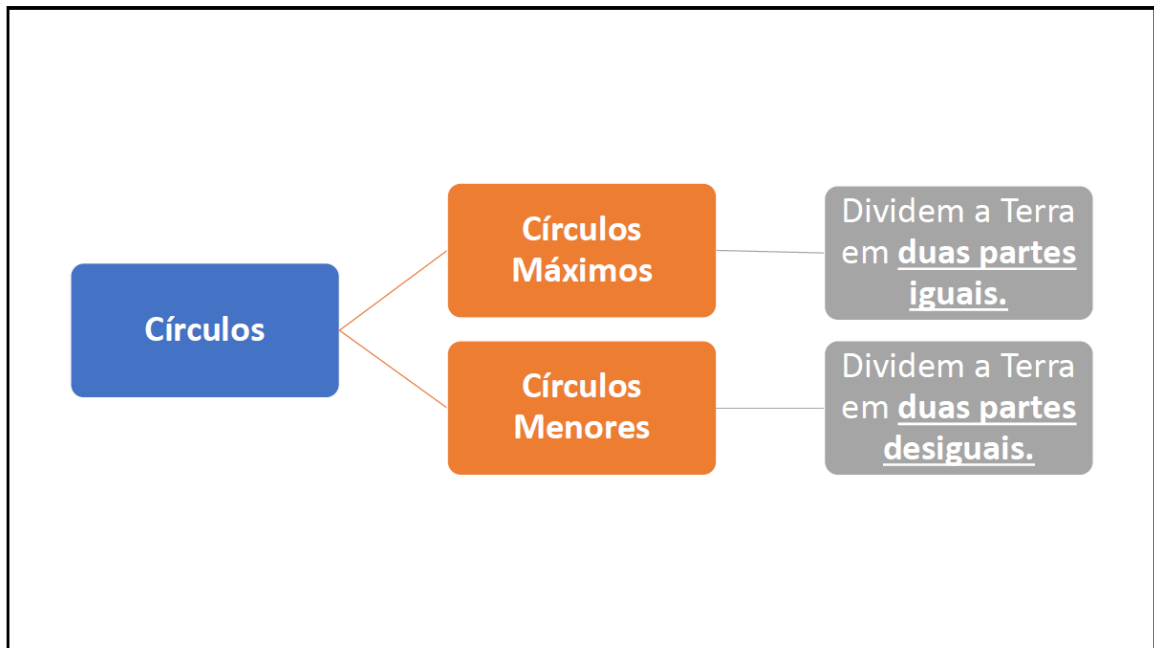 Círculos
Círculos
Máximos
Dividem a Terra
em duas partes
iguais.
Círculos
Menores
Dividem a Terra
em duas partes
desiguais.